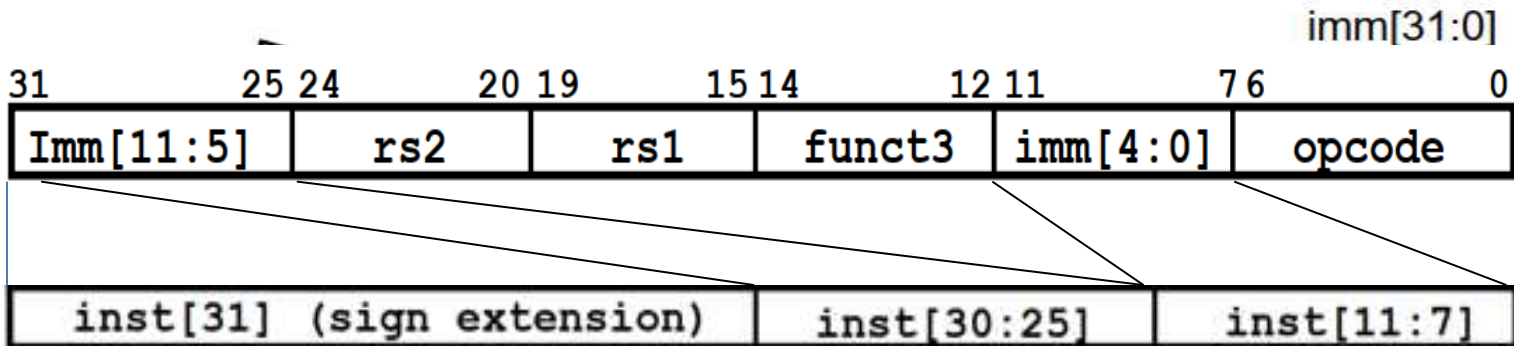 imm[31:0]
31 25 24 20 19 15 14 12 11 7 6 0
Imm[11:5] rs2 rs1 funct3 imm[4:0] opcode
inst[31] (sign extension) inst[30:25] inst[11:7]